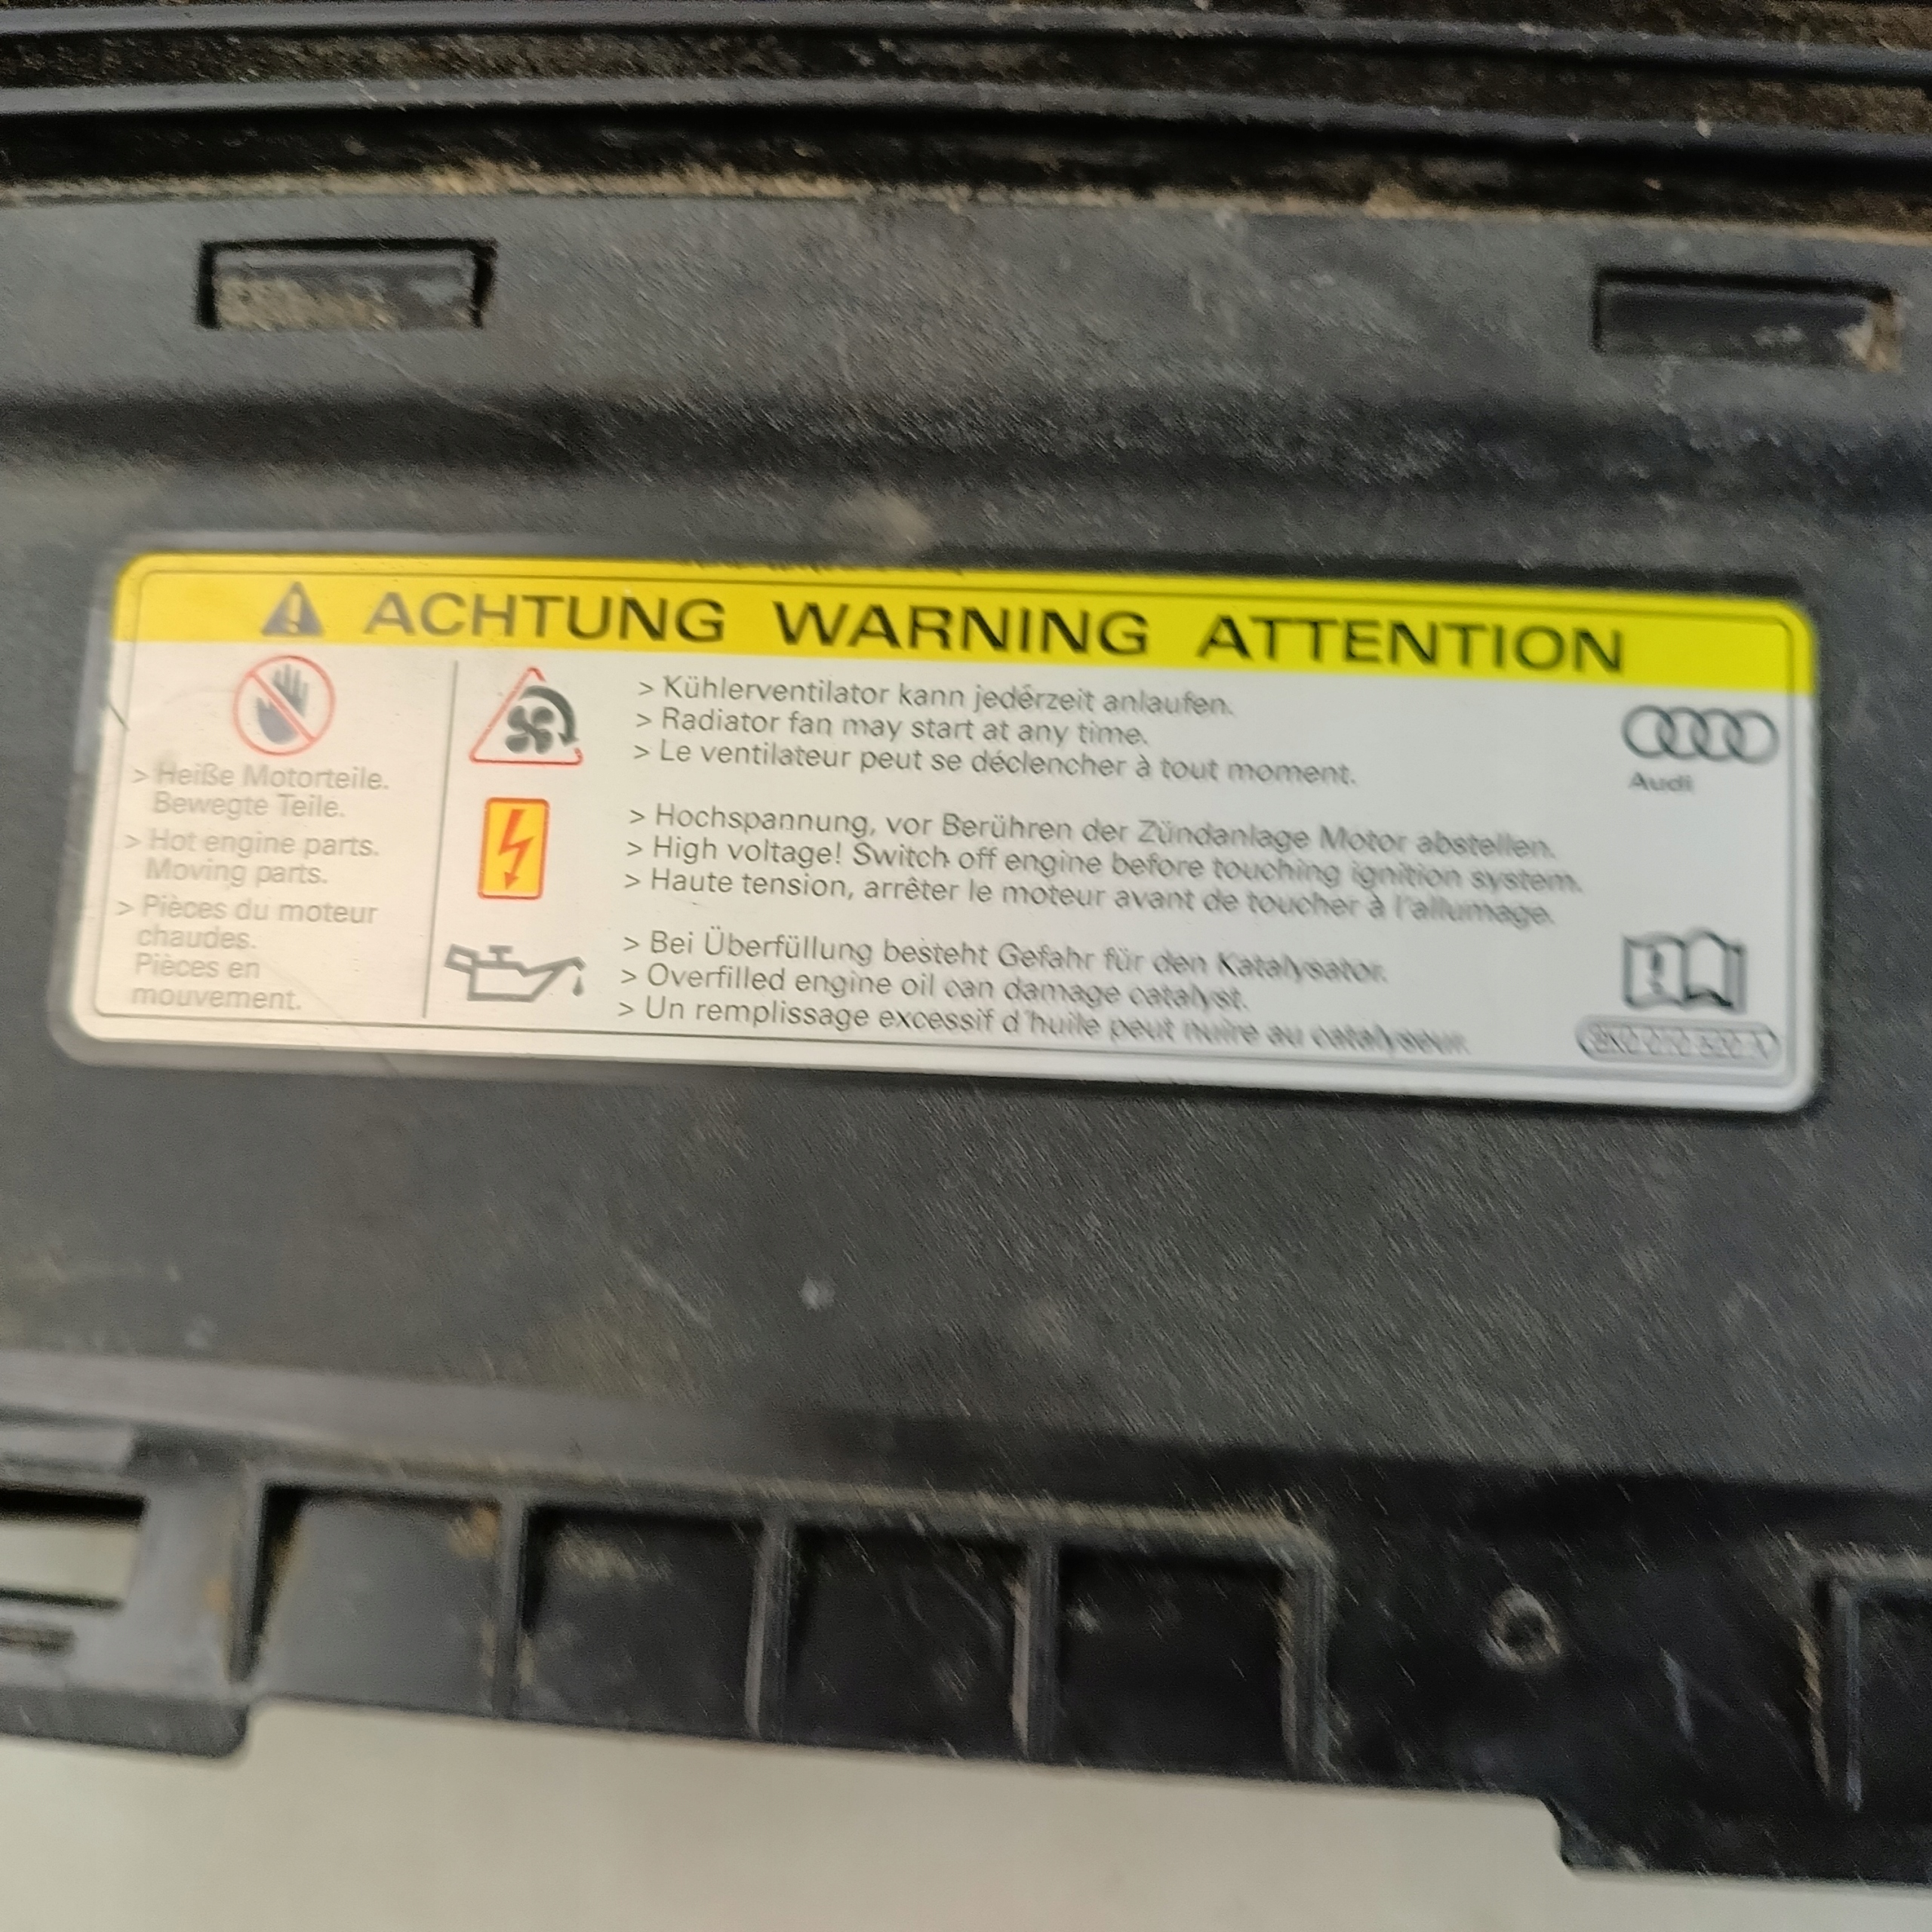 ACHTUNG WARNING ATTENTION
> Heiße Motorteile.
Bewegte Teile.
> Hot engine parts.
Moving parts.
> Pièces du moteur
chaudes.
Pièces en
mouvement.
> Kühlerventilator kann jederzeit anlaufen.
> Radiator fan may start at any time.
> Le ventilateur peut se déclencher à tout moment.
> Hochspannung, vor Berühren der Zündanlage Motor abstellen.
> High voltage! Switch off engine before touching ignition system.
> Haute tension, arrêter le moteur avant de toucher à l'allumage.
> Bei Überfüllung besteht Gefahr für den Katalysator.
> Overfilled engine oil can damage catalyst.
> Un remplissage excessif d'huile peut nuire au catalyseur.
Audi